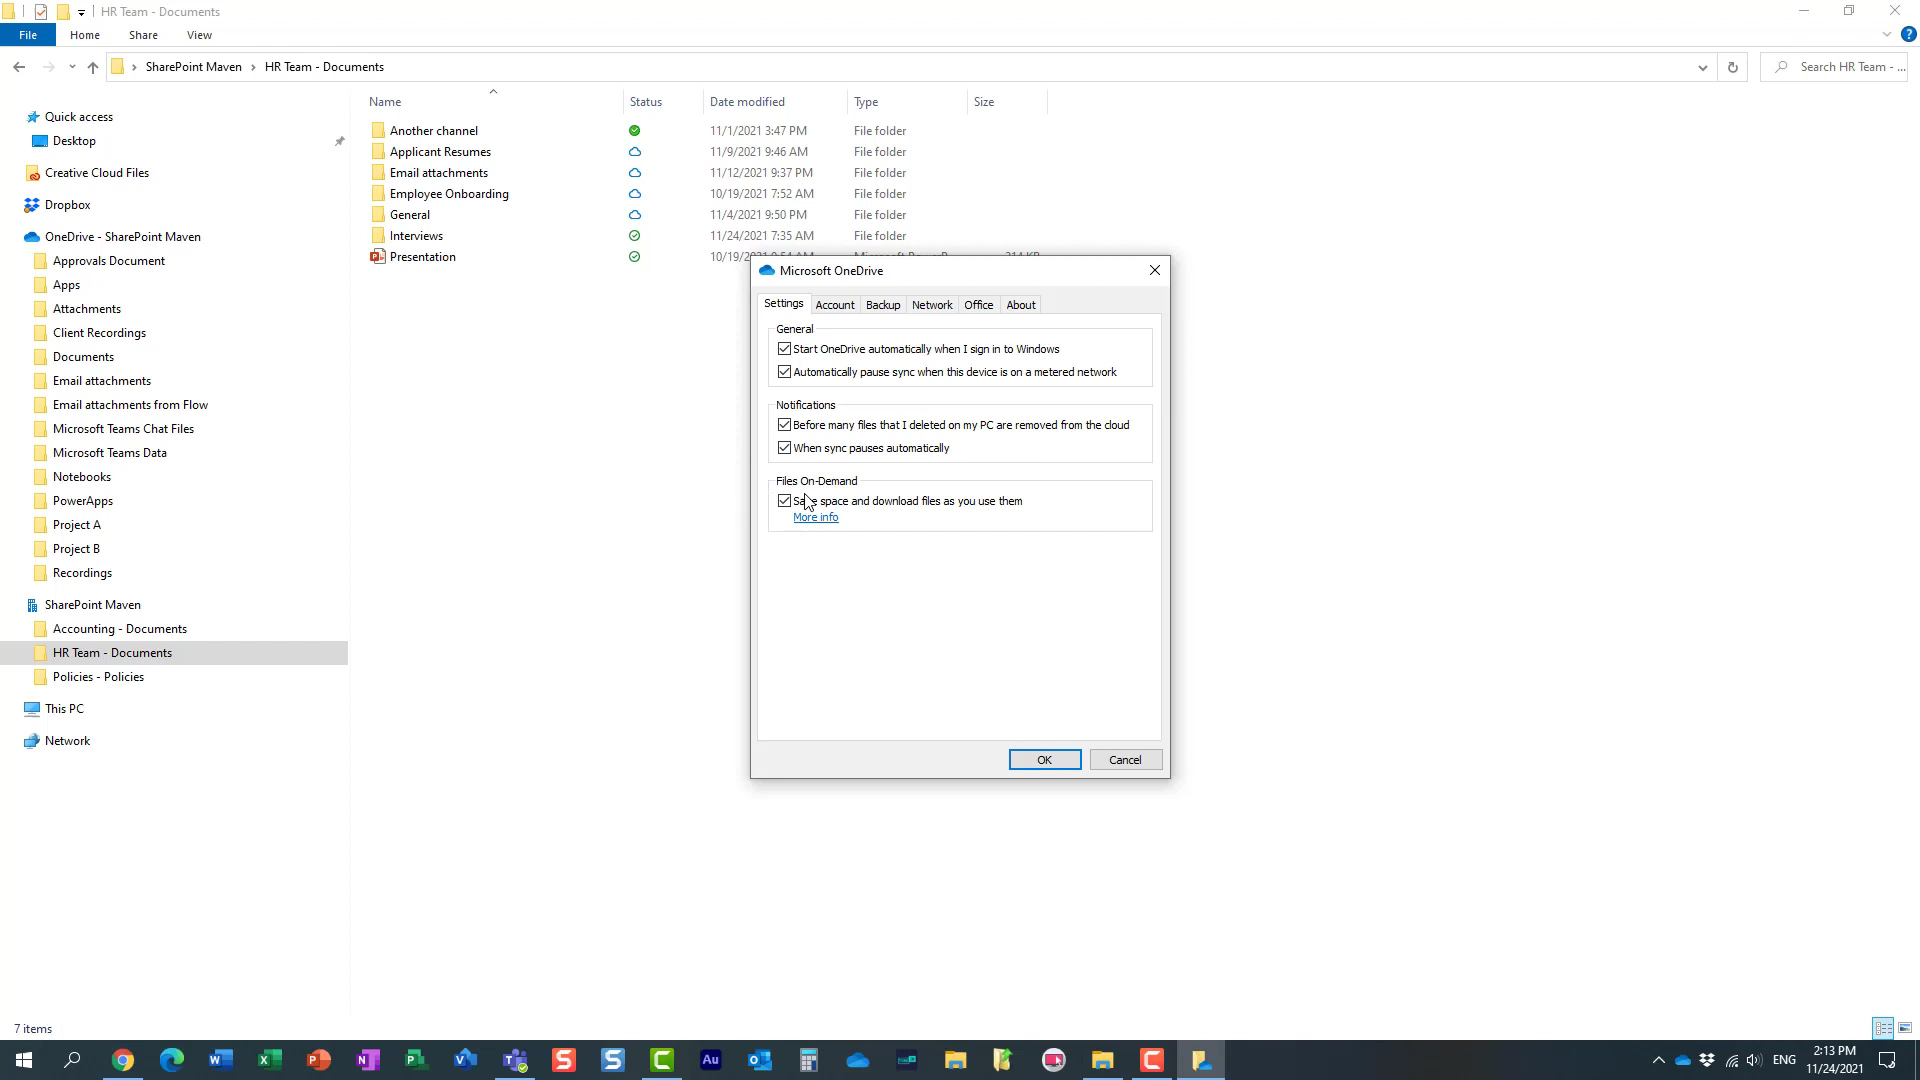 HR Team - Documents
File Home Share View
SharePoint Maven HR Team - Documents
Search HR Team - ...
Name Status Date modified Type Size
Another channel 11/1/2021 3:47 PM File folder
Applicant Resumes 11/9/2021 9:46 AM File folder
Email attachments 11/12/2021 9:37 PM File folder
Employee Onboarding 10/19/2021 7:52 AM File folder
General 11/4/2021 9:50 PM File folder
Interviews 11/24/2021 7:35 AM File folder
Presentation
Quick access
Desktop
Creative Cloud Files
Dropbox
OneDrive - SharePoint Maven
Approvals Document
Apps
Attachments
Client Recordings
Documents
Email attachments
Email attachments from Flow
Microsoft Teams Chat Files
Microsoft Teams Data
Notebooks
PowerApps
Project A
Project B
Recordings
SharePoint Maven
Accounting - Documents
HR Team - Documents
Policies - Policies
This PC
Network
Microsoft OneDrive
Settings Account Backup Network Office About
General
Start OneDrive automatically when I sign in to Windows
Automatically pause sync when this device is on a metered network
Notifications
Before many files that I deleted on my PC are removed from the cloud
When sync pauses automatically
Files On-Demand
Save space and download files as you use them
More info
OK Cancel
7 items
ENG
2:13 PM
11/24/2021